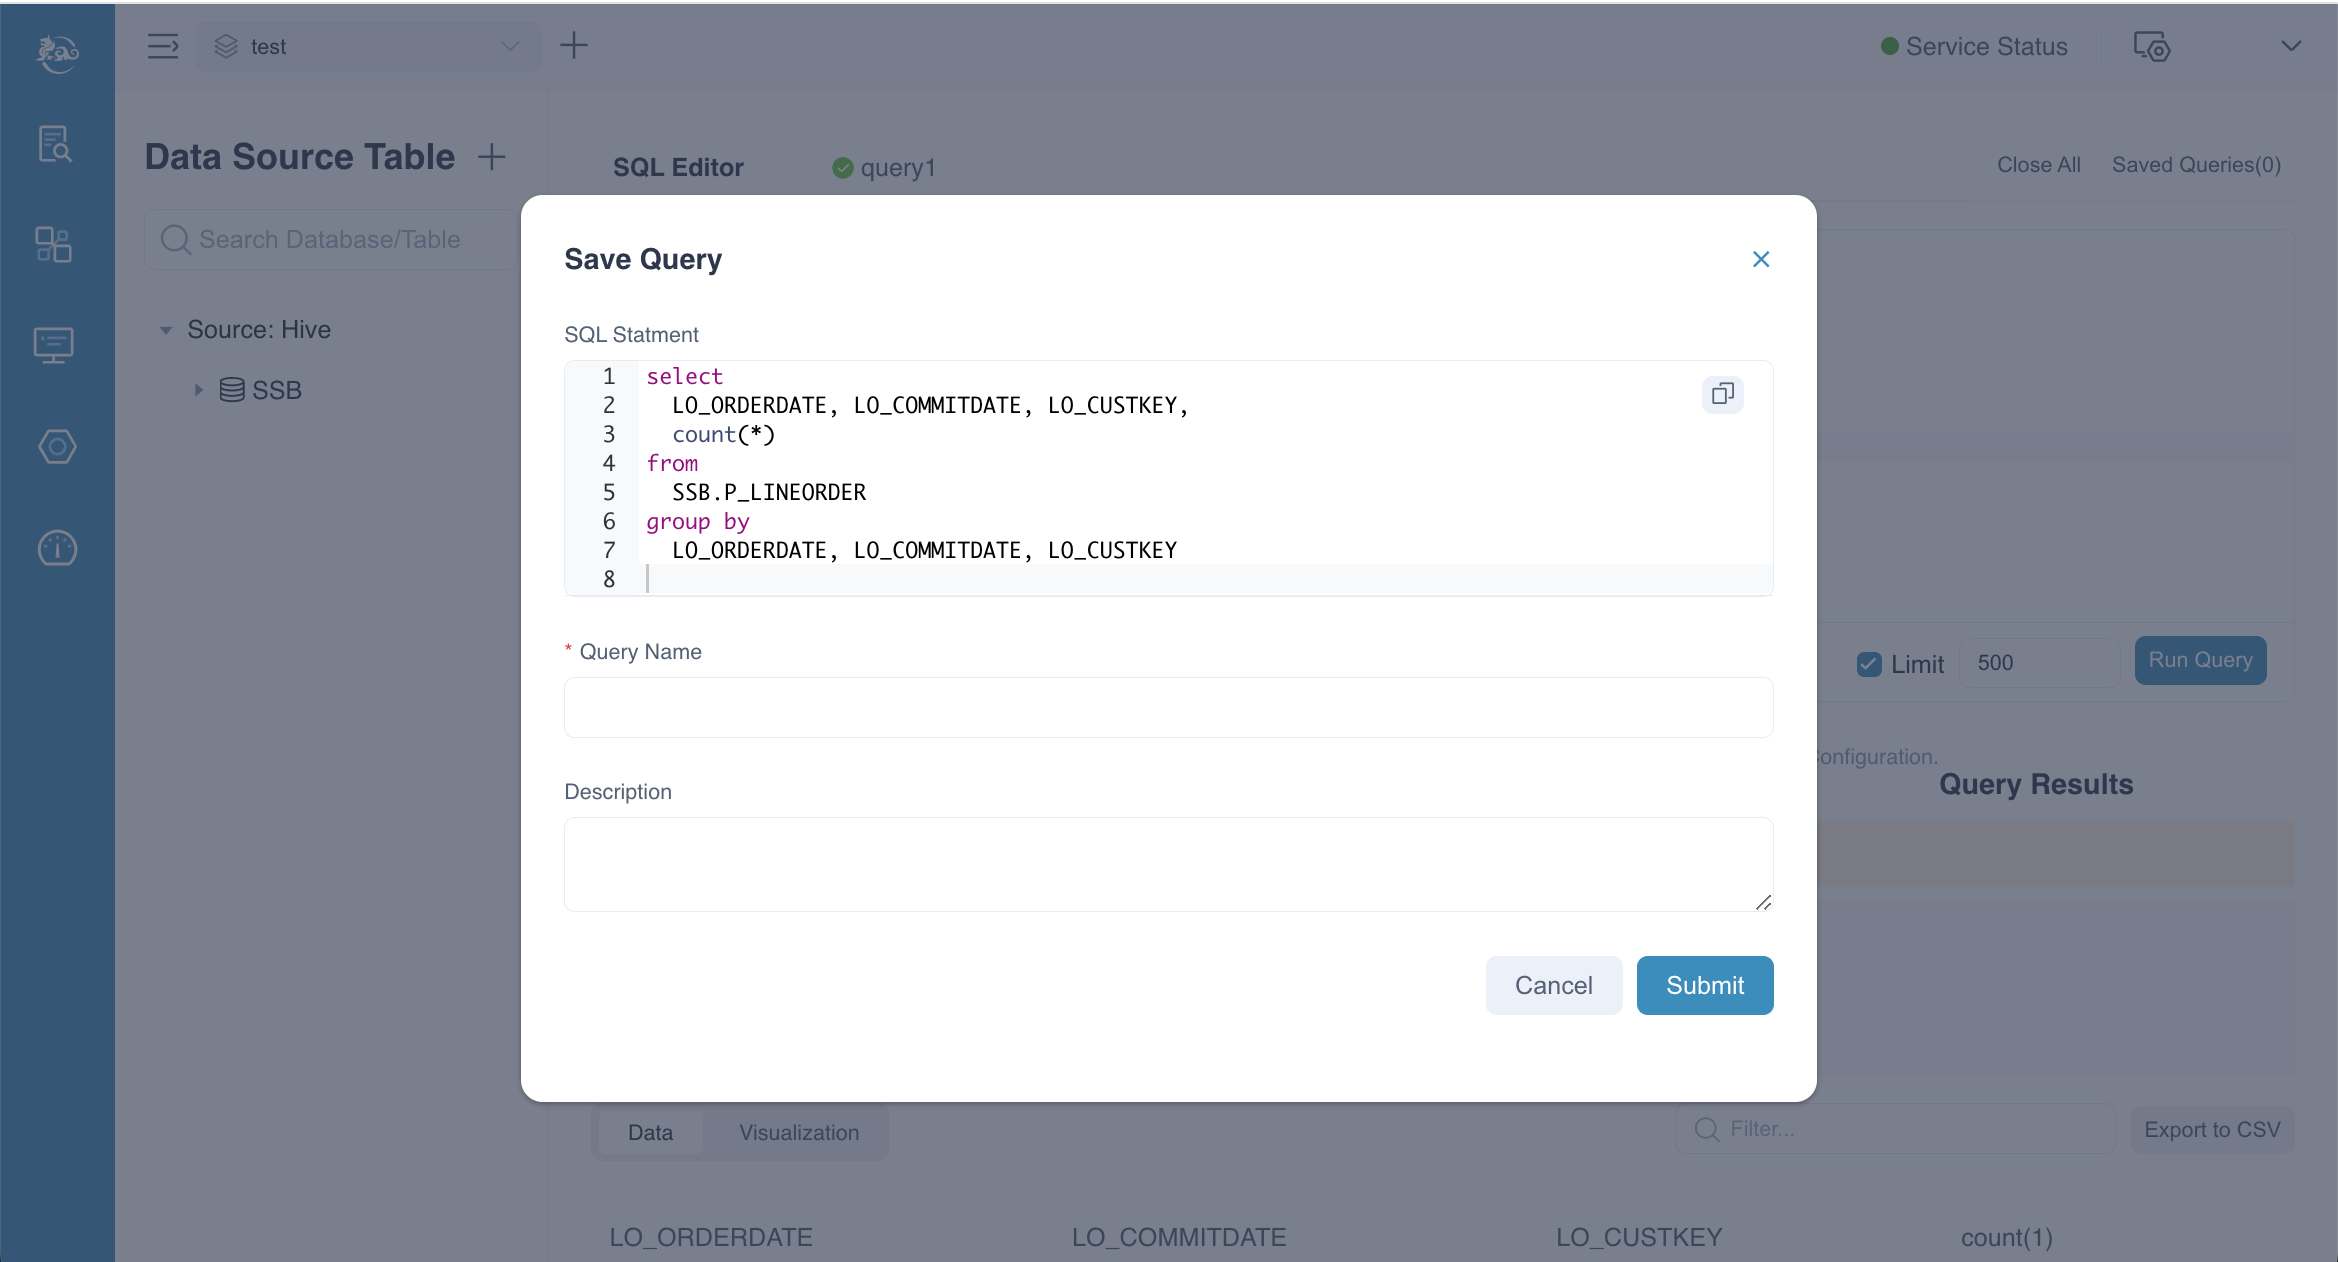 test
Service Status
Data Source Table
SQL Editor
query1
Close All
Saved Queries(0)
Search Database/Table
Source: Hive
SSB
Save Query
SQL Statment
1 select
2 LO_ORDERDATE, LO_COMMITDATE, LO_CUSTKEY,
3 count(*)
4 from
5 SSB.P_LINEORDER
6 group by
7 LO_ORDERDATE, LO_COMMITDATE, LO_CUSTKEY
8
* Query Name
Limit
500
Run Query
Description
Query Results
Cancel
Submit
Data
Visualization
Filter...
Export to CSV
LO_ORDERDATE
LO_COMMITDATE
LO_CUSTKEY
count(1)